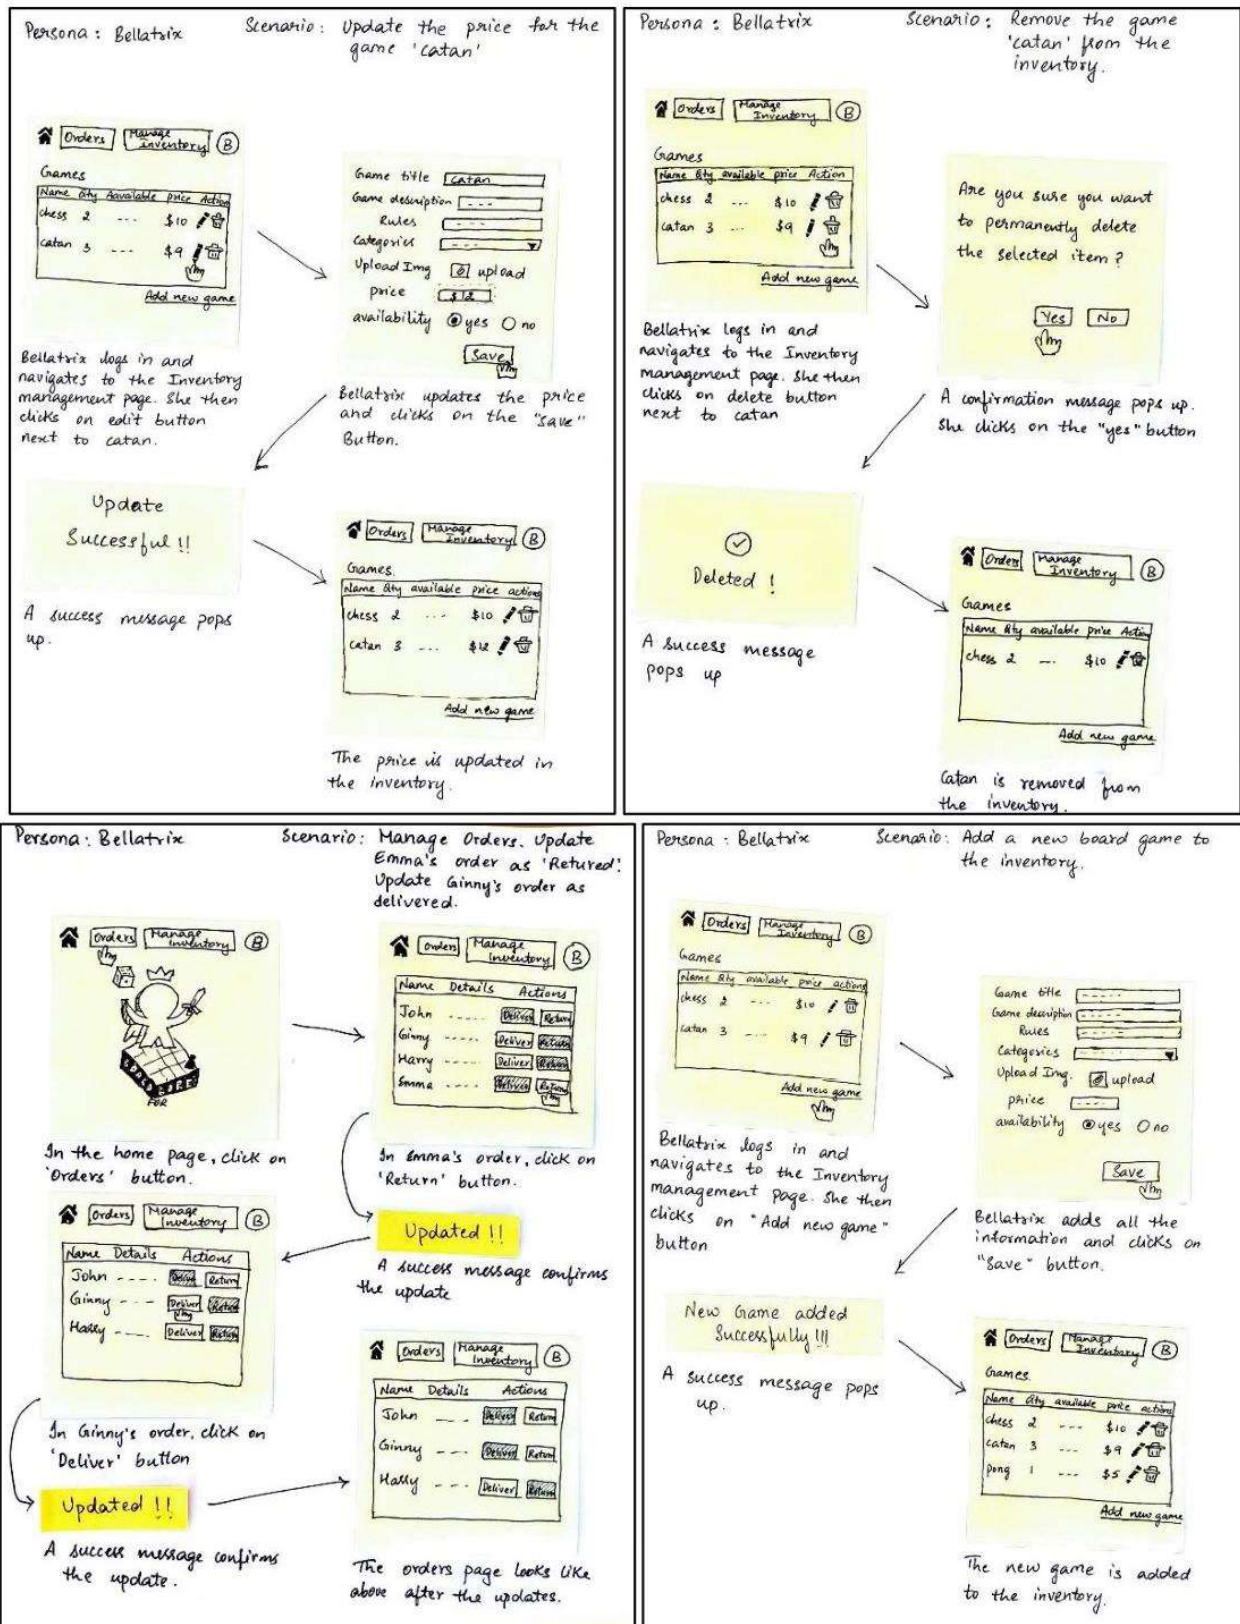 Persona : Bellatrix
Scenario : Update the price for the
game 'catan'
Orders
Manage
Inventory
B
Games
Name Qty Aavailable price Action
chess 2 --- $10
catan 3 --- $9
Add new game
Bellatrix logs in and
navigates to the Inventory
management page. She then
clicks on edit button
next to catan.
Game title catan
Game description ---
Rules ---
Categories ---
Upload Img upload
price $12
availability yes no
Save
Bellatrix updates the price
and clicks on the "save"
Button.
Update
Successful !!
A success message pops
up.
Orders
Manage
Inventory
B
Games.
Name Qty available price actions
chess 2 --- $10
catan 3 --- $12
Add new game
The price is updated in
the inventory.
Persona : Bellatrix
Scenario : Remove the game
'catan' from the
inventory.
Orders
Manage
Inventory
B
Games
Name Qty available price Action
chess 2 --- $10
catan 3 --- $9
Add new game
Bellatrix logs in and
navigates to the Inventory
management page. She then
clicks on delete button
next to catan
Are you sure you want
to permanently delete
the selected item ?
Yes No
A confirmation message pops up.
She clicks on the "yes" button
Deleted !
A success message
pops up
Orders
Manage
Inventory
B
Games
Name Qty available price Action
chess 2 --- $10
Add new game
Catan is removed from
the inventory.
Persona : Bellatrix
Scenario : Manage Orders. Update
Emma's order as 'Retured'.
Update Ginny's order as
delivered.
Orders
Manage
Inventory
B
FOR
In the home page, click on
'Orders' button.
Orders
Manage
Inventory
B
Name Details Actions
John ----- Deliver Return
Ginny ----- Deliver Return
Harry ----- Deliver Return
Emma ---- Deliver Return
In Emma's order, click on
'Return' button.
Updated !!
A success message confirms
the update
Orders
Manage
Inventory
B
Name Details Actions
John ---- Deliver Return
Ginny --- Deliver Return
Harry ---- Deliver Return
In Ginny's order, click on
'Deliver' button
Updated !!
A success message confirms
the update.
Orders
Manage
Inventory
B
Name Details Actions
John --- Deliver Return
Ginny --- Deliver Return
Harry --- Deliver Return
The orders page looks like
above after the updates.
Persona : Bellatrix
Scenario : Add a new board game to
the inventory.
Orders
Manage
Inventory
B
Games
Name Qty available price actions
chess 2 --- $10
catan 3 --- $9
Add new game
Bellatrix logs in and
navigates to the Inventory
management page. She then
clicks on "Add new game"
button
Game title -----
Game description -----
Rules -----
Categories -----
Upload Img. upload
price ----
availability yes no
Save
Bellatrix adds all the
information and clicks on
"Save" button.
New Game added
Successfully !!!
A success message pops
up.
Orders
Manage
Inventory
B
Games
Name Qty available price actions
chess 2 --- $10
catan 3 --- $9
pong 1 --- $5
Add new game
The new game is added
to the inventory.